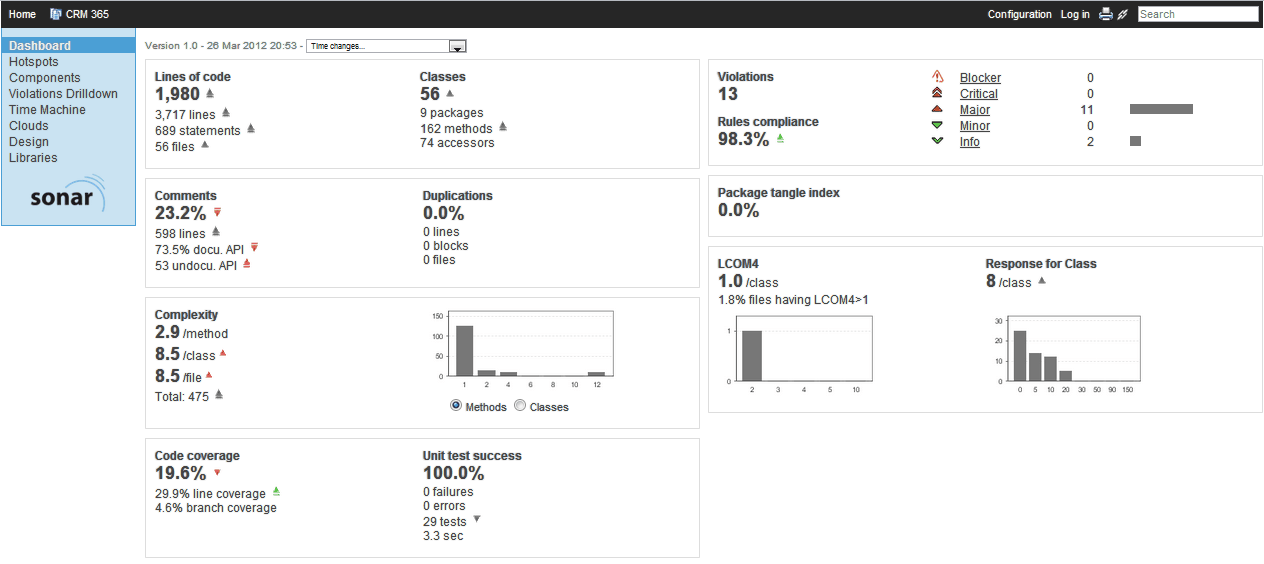 Home CRM 365 Configuration Log in Search
Dashboard
Hotspots
Components
Violations Drilldown
Time Machine
Clouds
Design
Libraries
sonar
Version 1.0 - 26 Mar 2012 20:53 - Time changes...
Lines of code
1,980
3,717 lines
689 statements
56 files
Classes
56
9 packages
162 methods
74 accessors
Comments
23.2%
598 lines
73.5% docu. API
53 undocu. API
Duplications
0.0%
0 lines
0 blocks
0 files
Complexity
2.9 /method
8.5 /class
8.5 /file
Total: 475
150
100
50
0
1 2 4 6 8 10 12
Methods Classes
Code coverage
19.6%
29.9% line coverage
4.6% branch coverage
Unit test success
100.0%
0 failures
0 errors
29 tests
3.3 sec
Violations
13
Rules compliance
98.3%
Blocker 0
Critical 0
Major 11
Minor 0
Info 2
Package tangle index
0.0%
LCOM4
1.0 /class
1.8% files having LCOM4>1
1
0
2 3 4 5 10
Response for Class
8 /class
30
20
10
0
0 5 10 20 30 50 90 150